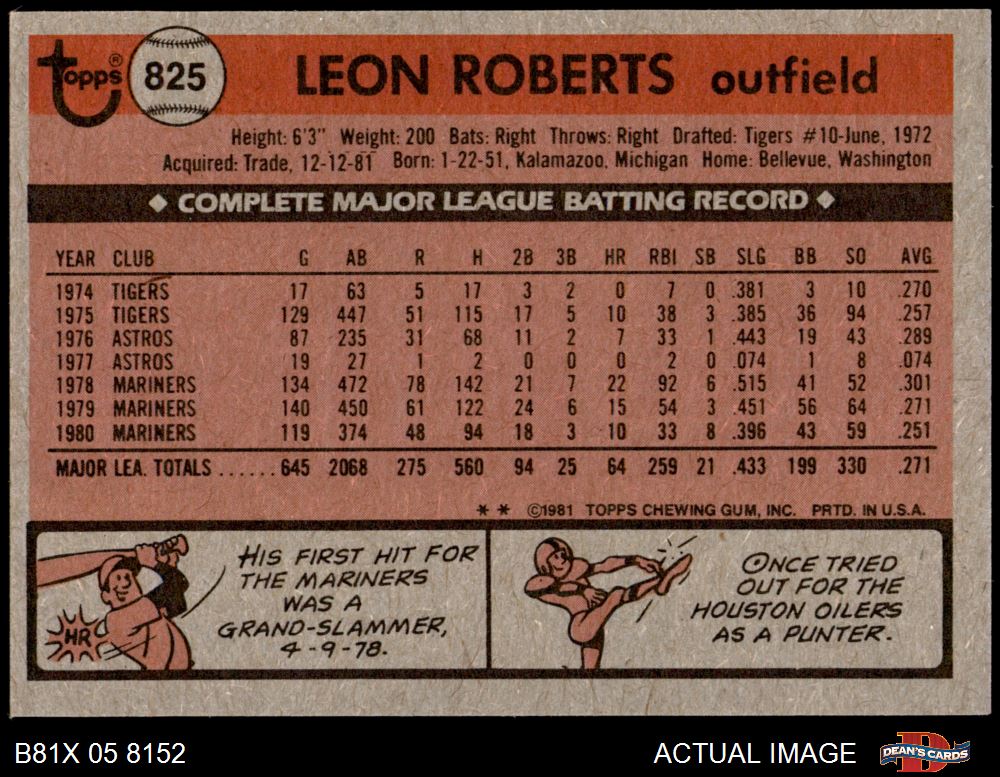 Topps®
825
LEON ROBERTS outfield
Height: 6'3" Weight: 200 Bats: Right Throws: Right Drafted: Tigers #10-June, 1972
Acquired: Trade, 12-12-81 Born: 1-22-51, Kalamazoo, Michigan Home: Bellevue, Washington
◆ COMPLETE MAJOR LEAGUE BATTING RECORD ◆
YEAR CLUB G AB R H 2B 3B HR RBI SB SLG BB SO AVG
1974 TIGERS 17 63 5 17 3 2 0 7 0 .381 3 10 .270
1975 TIGERS 129 447 51 115 17 5 10 38 3 .385 36 94 .257
1976 ASTROS 87 235 31 68 11 2 7 33 1 .443 19 43 .289
1977 ASTROS 19 27 1 2 0 0 0 2 0 .074 1 8 .074
1978 MARINERS 134 472 78 142 21 7 22 92 6 .515 41 52 .301
1979 MARINERS 140 450 61 122 24 6 15 54 3 .451 56 64 .271
1980 MARINERS 119 374 48 94 18 3 10 33 8 .396 43 59 .251
MAJOR LEA. TOTALS ...... 645 2068 275 560 94 25 64 259 21 .433 199 330 .271
* * ©1981 TOPPS CHEWING GUM, INC. PRTD. IN U.S.A.
HR
HIS FIRST HIT FOR
THE MARINERS
WAS A
GRAND-SLAMMER,
4-9-78.
ONCE TRIED
OUT FOR THE
HOUSTON OILERS
AS A PUNTER.
B81X 05 8152
ACTUAL IMAGE
DEAN'S CARDS